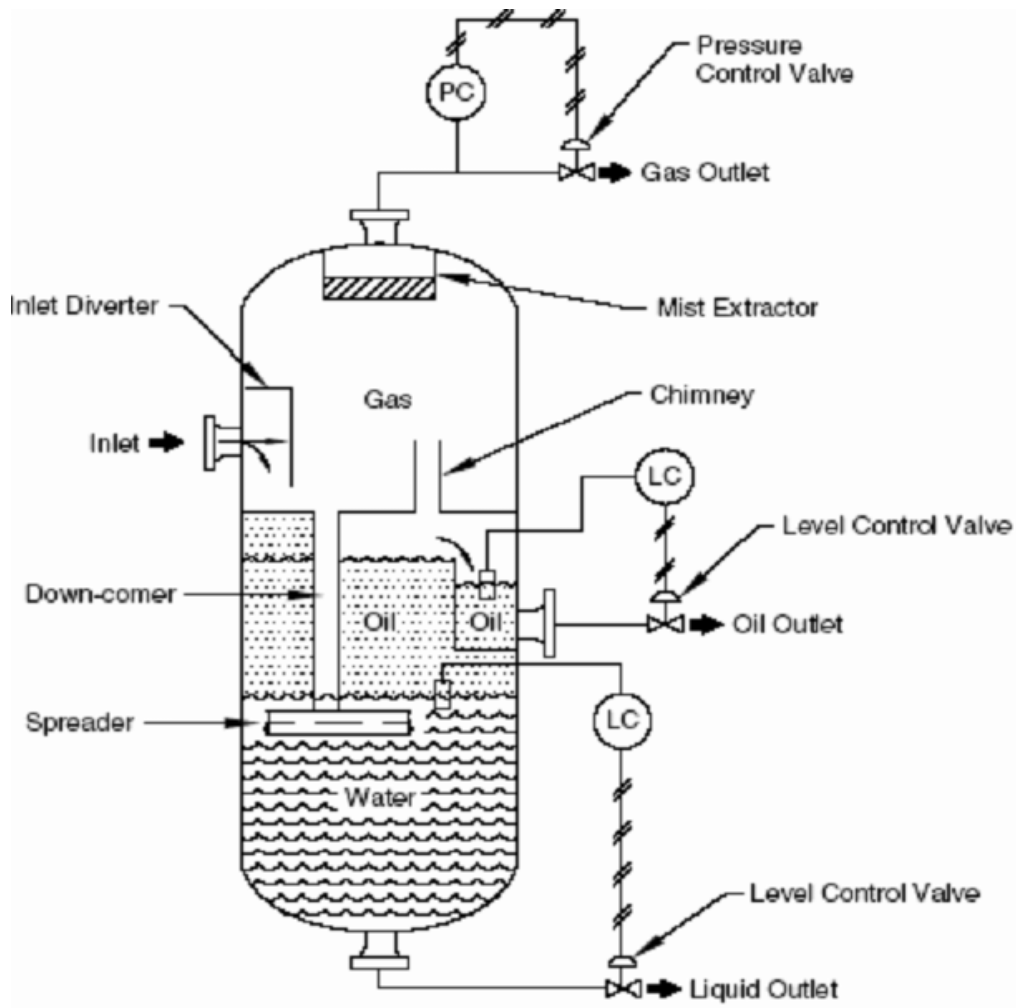 Pressure
Control Valve
PC
Gas Outlet
Inlet Diverter
Mist Extractor
Gas
Chimney
Inlet
LC
Level Control Valve
Down-comer
Oil
Oil
Oil Outlet
Spreader
LC
Water
Level Control Valve
Liquid Outlet